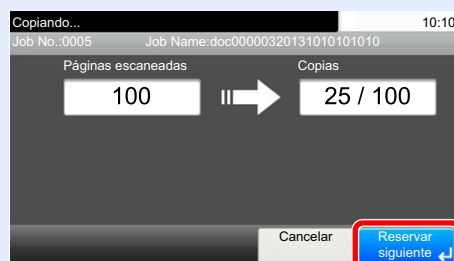 Copiando... 10:10
Job No.:0005 Job Name:doc00000320131010101010
Páginas escaneadas Copias
100 25 / 100
Cancelar Reservar
siguiente